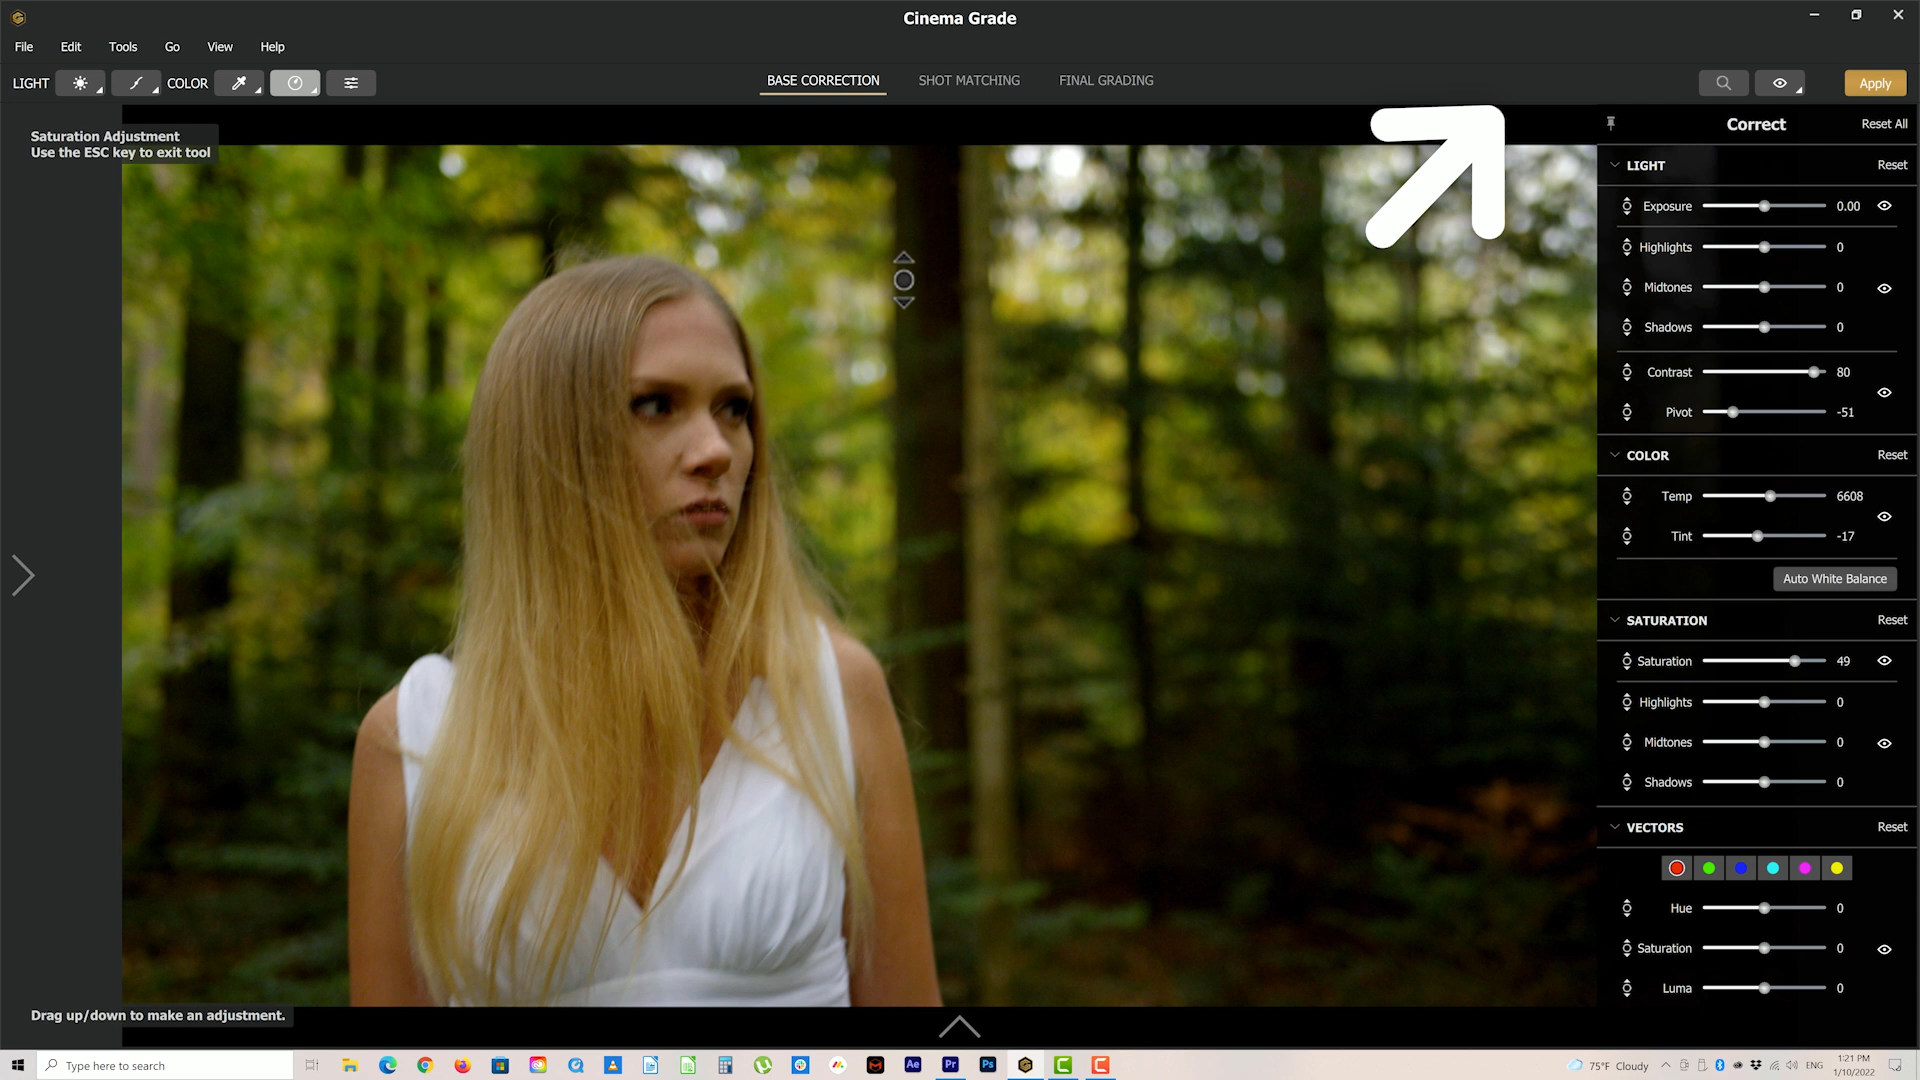 Cinema Grade
File Edit Tools Go View Help
LIGHT COLOR BASE CORRECTION SHOT MATCHING FINAL GRADING Apply
Saturation Adjustment
Use the ESC key to exit tool
Correct Reset All
LIGHT Reset
Exposure 0.00
Highlights 0
Midtones 0
Shadows 0
Contrast 80
Pivot -51
COLOR Reset
Temp 6608
Tint -17
Auto White Balance
SATURATION Reset
Saturation 49
Highlights 0
Midtones 0
Shadows 0
VECTORS Reset
Hue 0
Saturation 0
Luma 0
Drag up/down to make an adjustment.
Type here to search
Ae Pr Ps
75°F Cloudy ENG
1:21 PM
1/10/2022